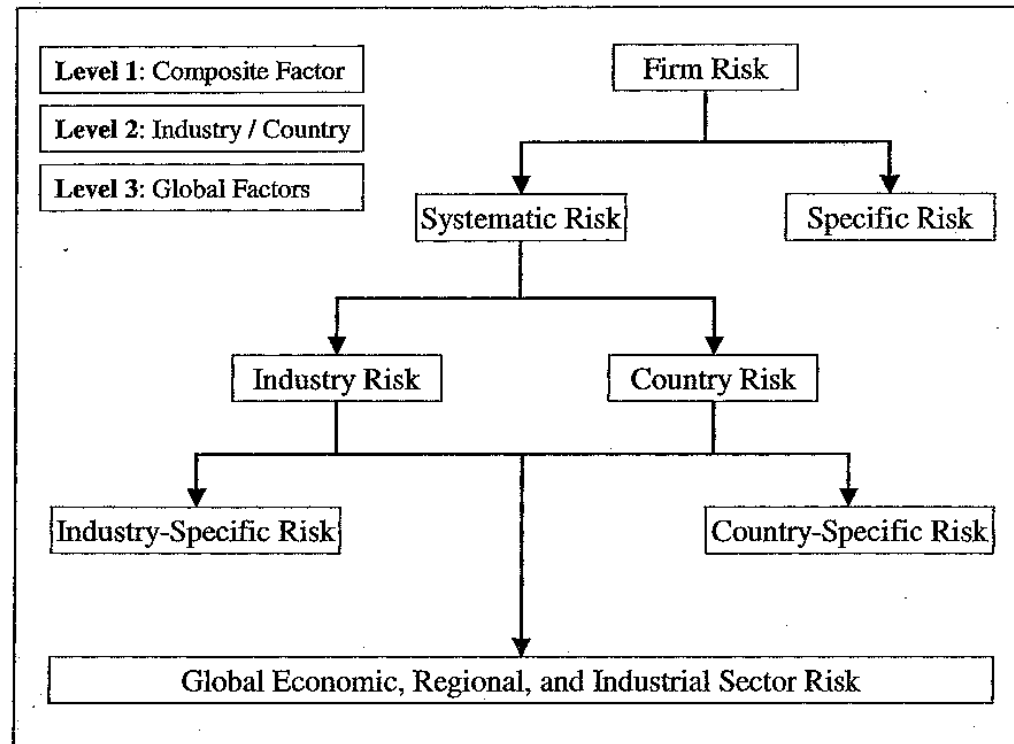 Level 1: Composite Factor
Level 2: Industry / Country
Level 3: Global Factors
Firm Risk
Systematic Risk
Specific Risk
Industry Risk
Country Risk
Industry-Specific Risk
Country-Specific Risk
Global Economic, Regional, and Industrial Sector Risk